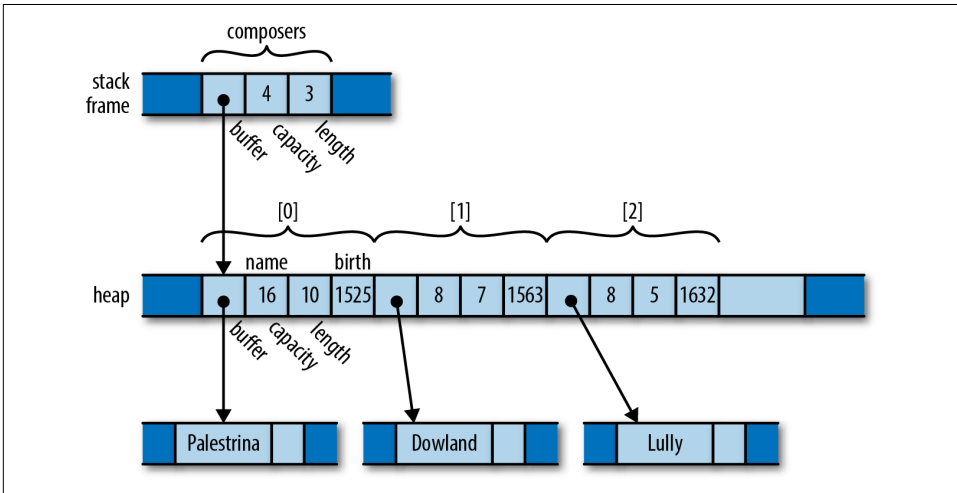 composers
stack
frame
4 3
buffer capacity length
[0] [1] [2]
name birth
heap
16 10 1525 8 7 1563 8 5 1632
buffer capacity length
Palestrina Dowland Lully